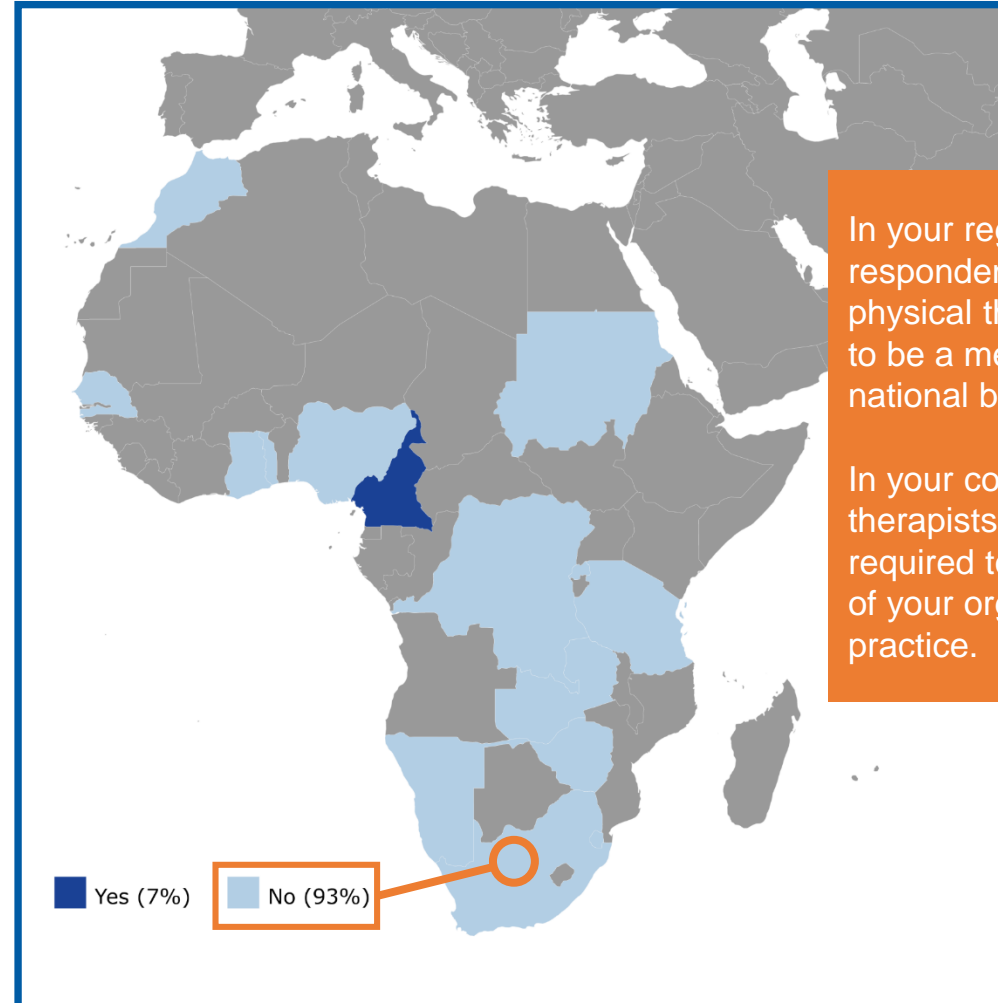 In your reg
responden
physical th
to be a me
national b
In your co
therapists
required to
of your org
practice.
Yes (7%)
No (93%)